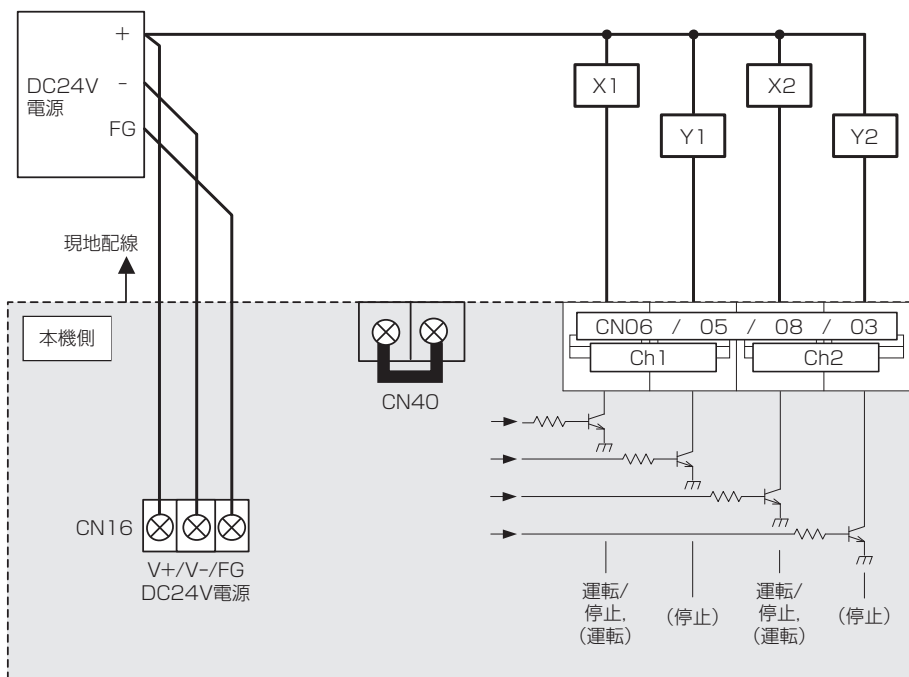 +
DC24V
電源
-
FG
X1
X2
Y1
Y2
現地配線
本機側
CN06 / 05 / 08 / 03
Ch1
Ch2
CN40
CN16
V+/V-/FG
DC24V電源
運転/
停止,
(運転)
(停止)
運転/
停止,
(運転)
(停止)